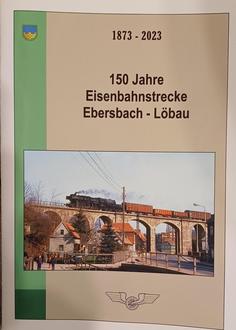 1873 - 2023
150 Jahre
Eisenbahnstrecke
Ebersbach - Löbau